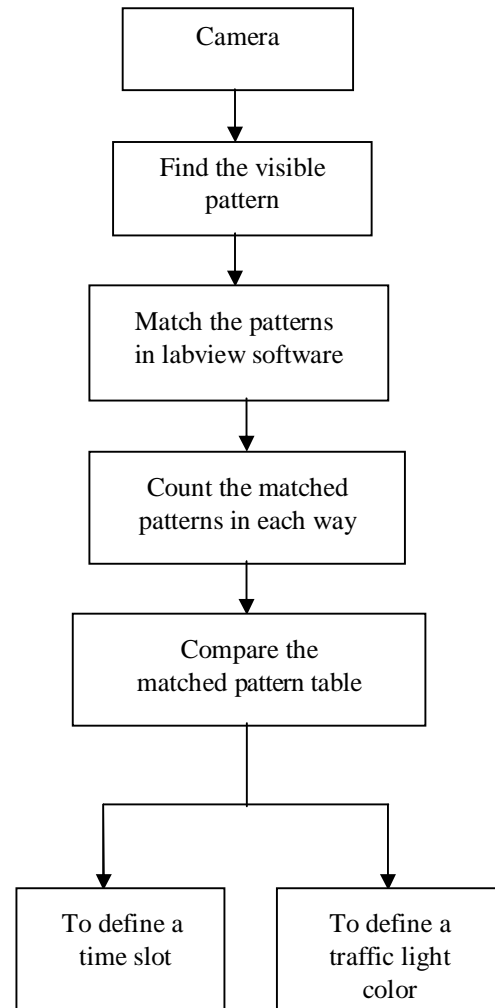 Camera
Find the visible
pattern
Match the patterns
in labview software
Count the matched
patterns in each way
Compare the
matched pattern table
To define a
time slot
To define a
traffic light
color